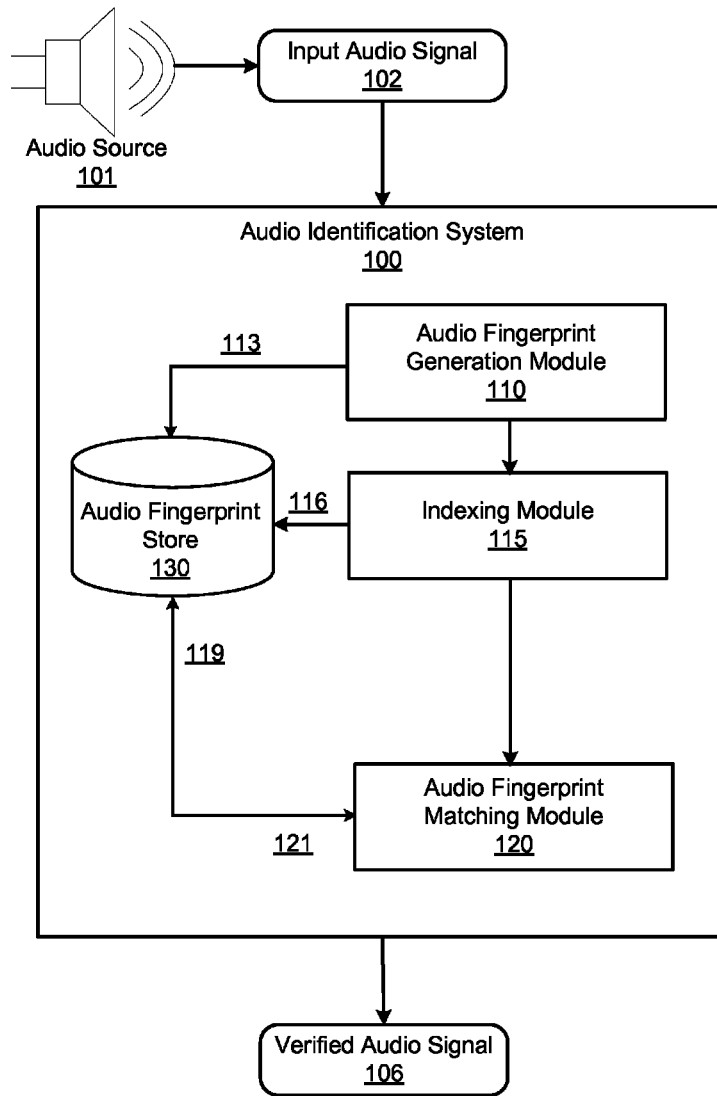 Input Audio Signal
102
Audio Source
101
Audio Identification System
100
Audio Fingerprint
Generation Module
110
113
Audio Fingerprint
Store
130
116
Indexing Module
115
119
Audio Fingerprint
Matching Module
120
121
Verified Audio Signal
106